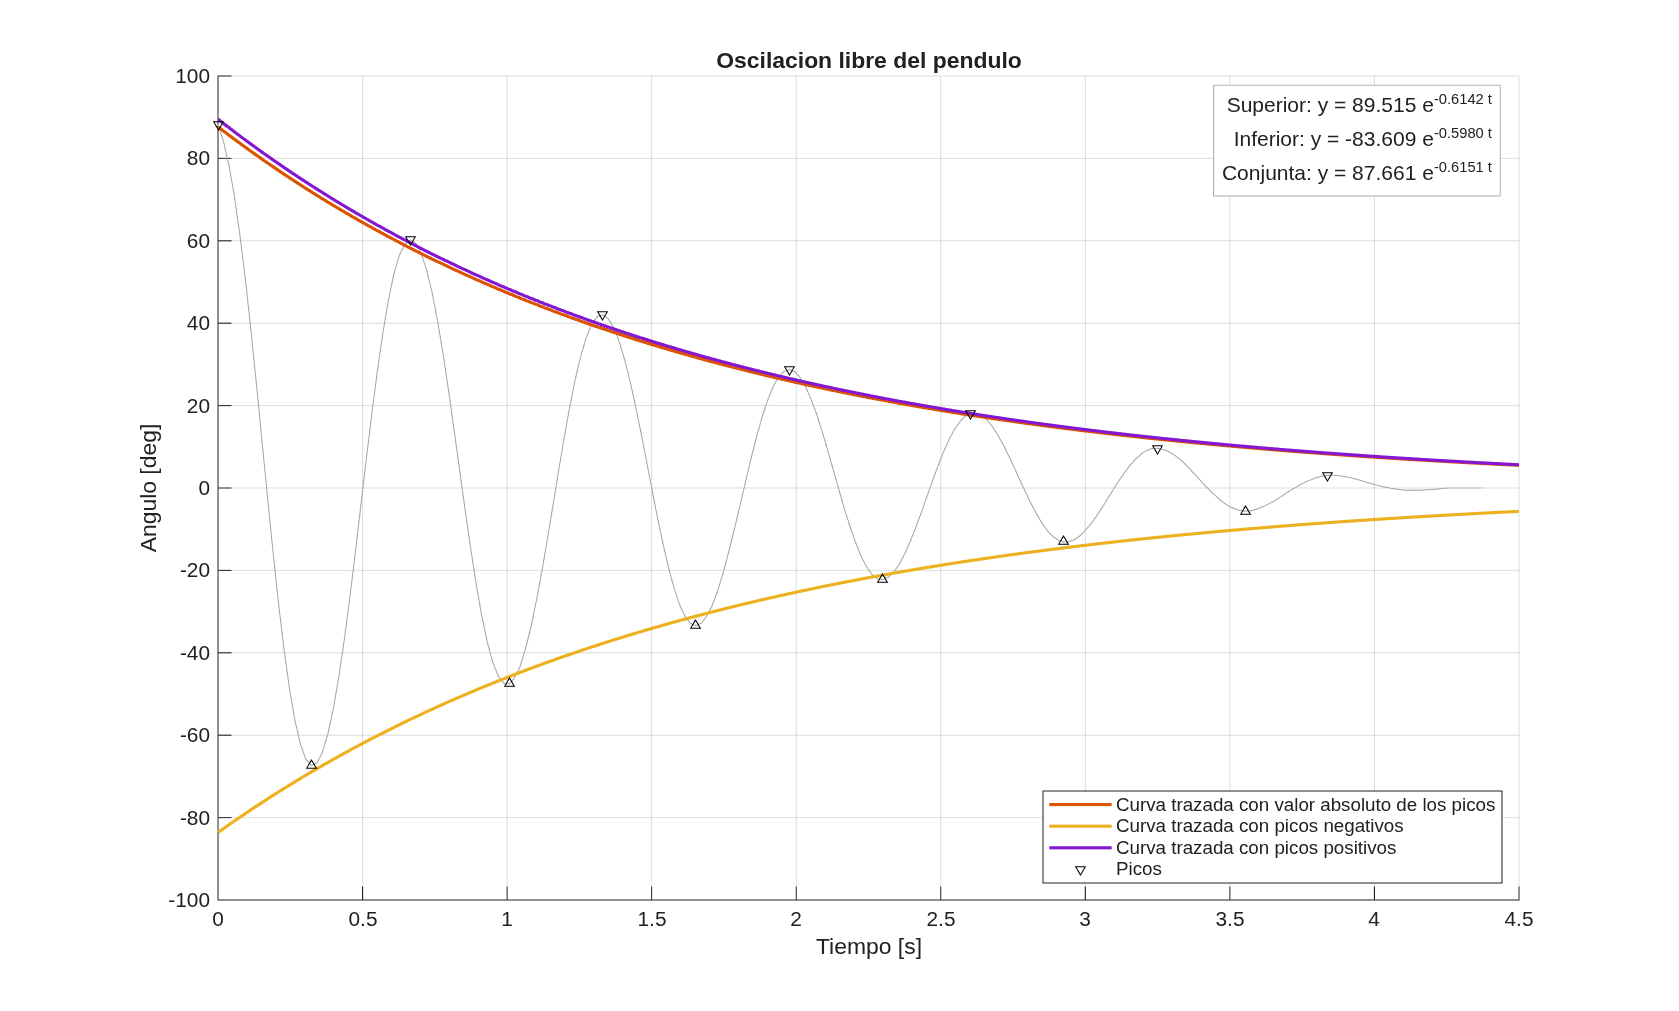 Oscilacion libre del pendulo
100
80
60
40
20
0
-20
-40
-60
-80
-100
Angulo [deg]
Superior: y = 89.515 e^-0.6142 t
Inferior: y = -83.609 e^-0.5980 t
Conjunta: y = 87.661 e^-0.6151 t
Curva trazada con valor absoluto de los picos
Curva trazada con picos negativos
Curva trazada con picos positivos
Picos
0 0.5 1 1.5 2 2.5 3 3.5 4 4.5
Tiempo [s]